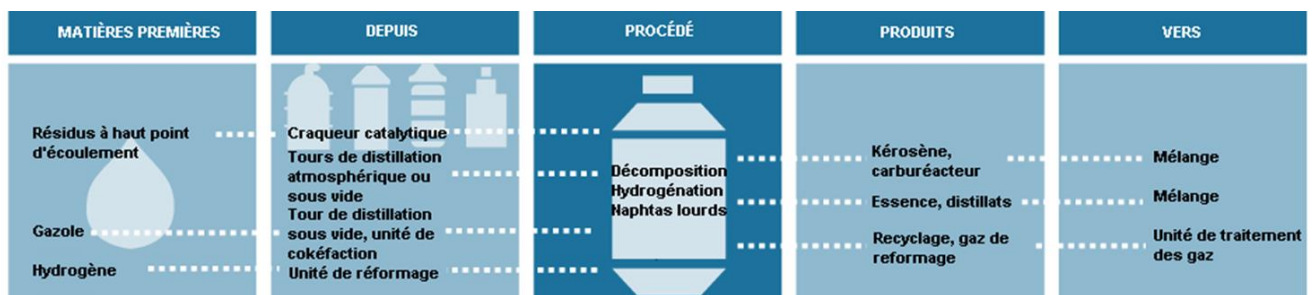 MATIÈRES PREMIÈRES
DEPUIS
PROCÉDÉ
PRODUITS
VERS
Résidus à haut point
d'écoulement
Gazole
Hydrogène
Craqueur catalytique
Tours de distillation
atmosphérique ou
sous vide
Tour de distillation
sous vide, unité de
cokéfaction
Unité de réformage
Décomposition
Hydrogénation
Naphtas lourds
Kérosène,
carburéacteur
Essence, distillats
Recyclage, gaz de
reformage
Mélange
Mélange
Unité de traitement
des gaz